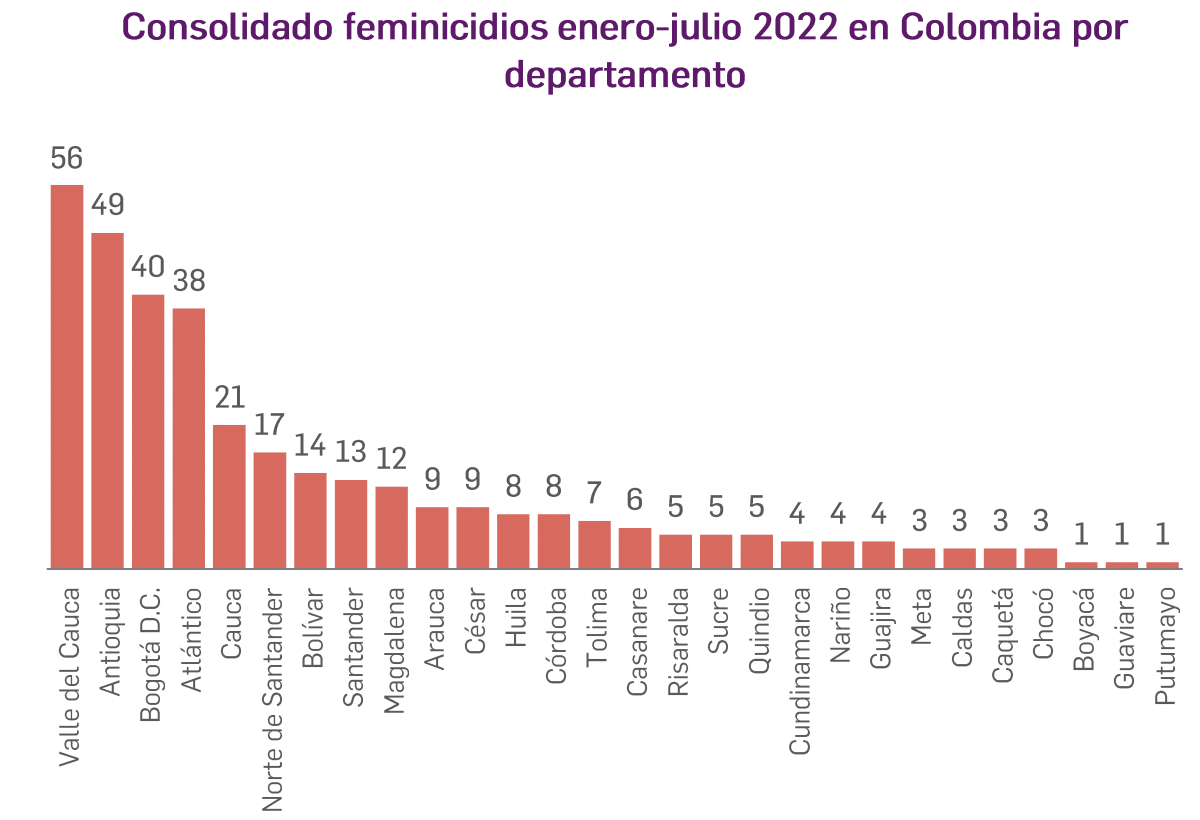 Consolidado feminicidios enero-julio 2022 en Colombia por
departamento
56
49
40
38
21
17
14
13
12
9
9
8
8
7
6
5
5
5
4
4
4
3
3
3
3
1
1
1
Valle del Cauca
Antioquia
Bogotá D.C.
Atlántico
Cauca
Norte de Santander
Bolívar
Santander
Magdalena
Arauca
César
Huila
Córdoba
Tolima
Casanare
Risaralda
Sucre
Quindio
Cundinamarca
Nariño
Guajira
Meta
Caldas
Caquetá
Chocó
Boyacá
Guaviare
Putumayo